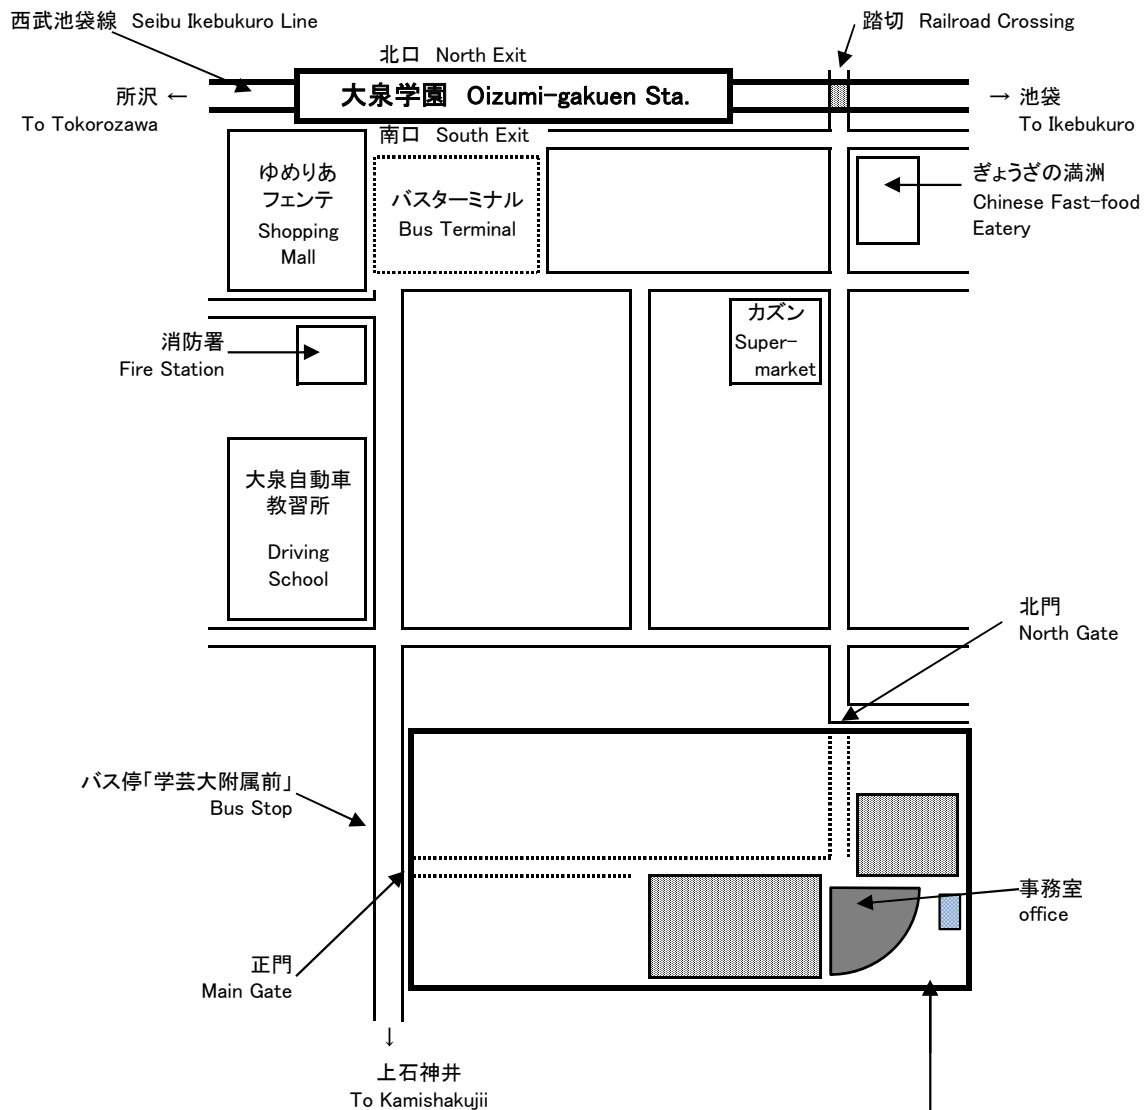 西武池袋線 Seibu Ikebukuro Line
踏切 Railroad Crossing
北口 North Exit
大泉学園 Oizumi-gakuen Sta.
所沢 ←
To Tokorozawa
→ 池袋
To Ikebukuro
南口 South Exit
ゆめりあ
フェンテ
Shopping
Mall
バスターミナル
Bus Terminal
ぎょうざの満洲
Chinese Fast-food
Eatery
消防署
Fire Station
カズン
Super-
market
大泉自動車
教習所
Driving
School
北門
North Gate
バス停「学芸大附属前」
Bus Stop
事務室
office
正門
Main Gate
↓
上石神井
To Kamishakujii